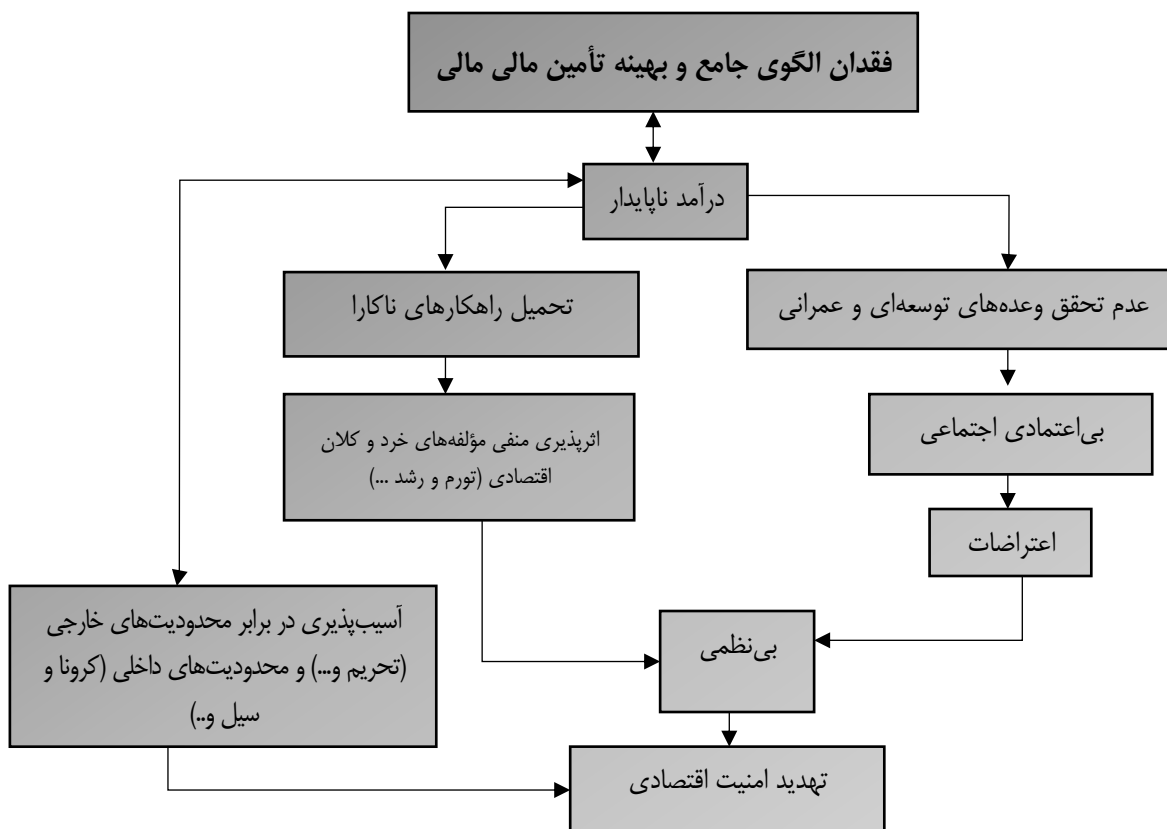 فقدان الگوی جامع و بهینه تأمین مالی مالی
درآمد ناپایدار
تحمیل راهکارهای ناکارا
عدم تحقق وعده‌های توسعه‌ای و عمرانی
اثرپذیری منفی مؤلفه‌های خرد و کلان
اقتصادی (تورم و رشد ...)
بی‌اعتمادی اجتماعی
اعتراضات
آسیب‌پذیری در برابر محدودیت‌های خارجی
(تحریم و...) و محدودیت‌های داخلی (کرونا و
سیل و..)
بی‌نظمی
تهدید امنیت اقتصادی